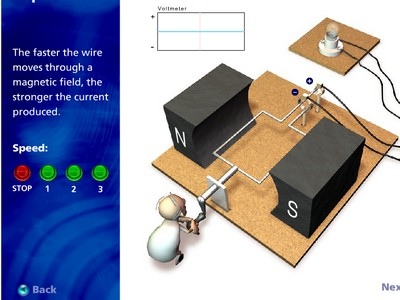 Voltmeter
+
-
The faster the wire
moves through a
magnetic field, the
stronger the current
produced.
Speed:
STOP 1 2 3
N
S
+
-
Back